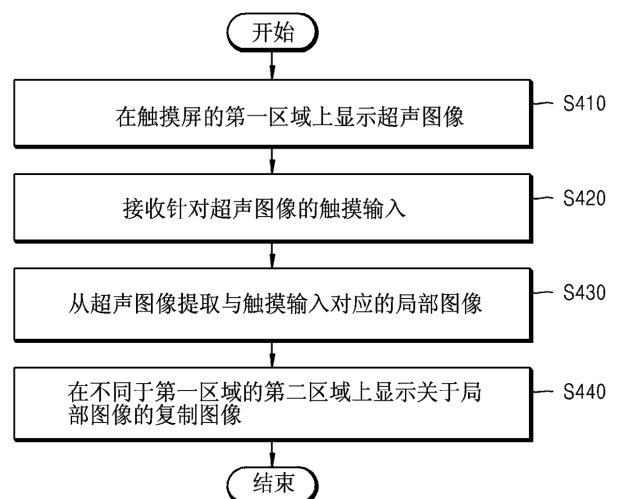 开始
在触摸屏的第一区域上显示超声图像
S410
接收针对超声图像的触摸输入
S420
从超声图像提取与触摸输入对应的局部图像
S430
在不同于第一区域的第二区域上显示关于局
部图像的复制图像
S440
结束